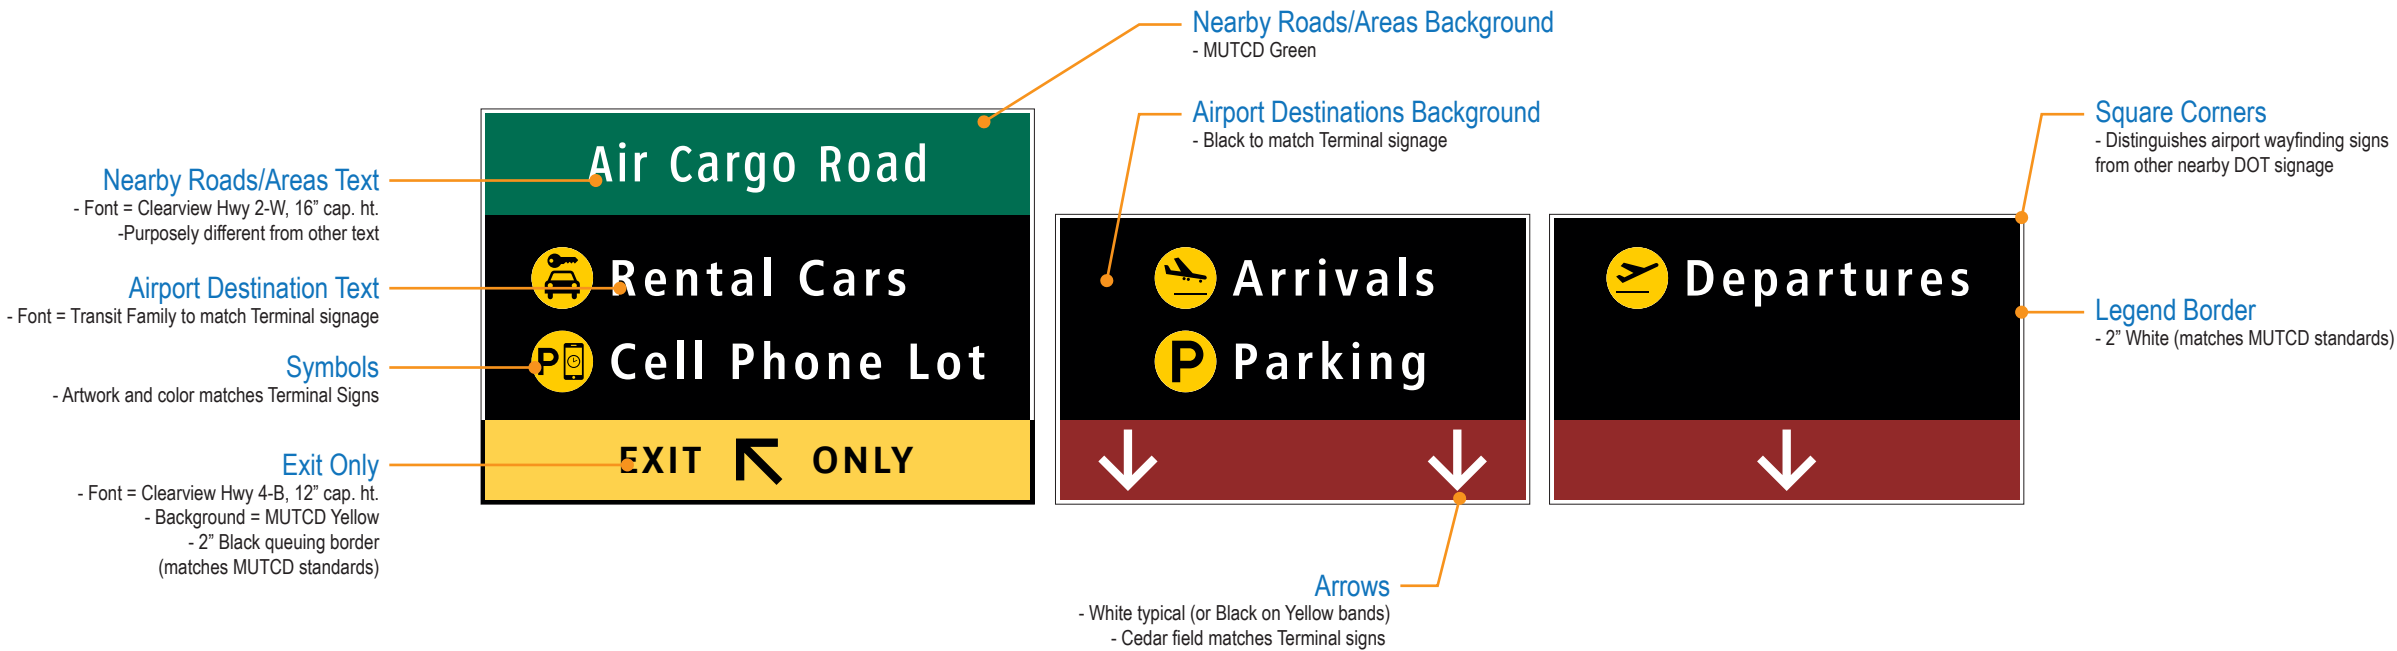 Nearby Roads/Areas Background
- MUTCD Green
Airport Destinations Background
- Black to match Terminal signage
Square Corners
- Distinguishes airport wayfinding signs
from other nearby DOT signage
Legend Border
- 2” White (matches MUTCD standards)
Nearby Roads/Areas Text
- Font = Clearview Hwy 2-W, 16” cap. ht.
-Purposely different from other text
Airport Destination Text
- Font = Transit Family to match Terminal signage
Symbols
- Artwork and color matches Terminal Signs
Exit Only
- Font = Clearview Hwy 4-B, 12” cap. ht.
- Background = MUTCD Yellow
- 2” Black queuing border
(matches MUTCD standards)
Air Cargo Road
Rental Cars
P Cell Phone Lot
EXIT ONLY
Arrivals
P Parking
Departures
Arrows
- White typical (or Black on Yellow bands)
- Cedar field matches Terminal signs